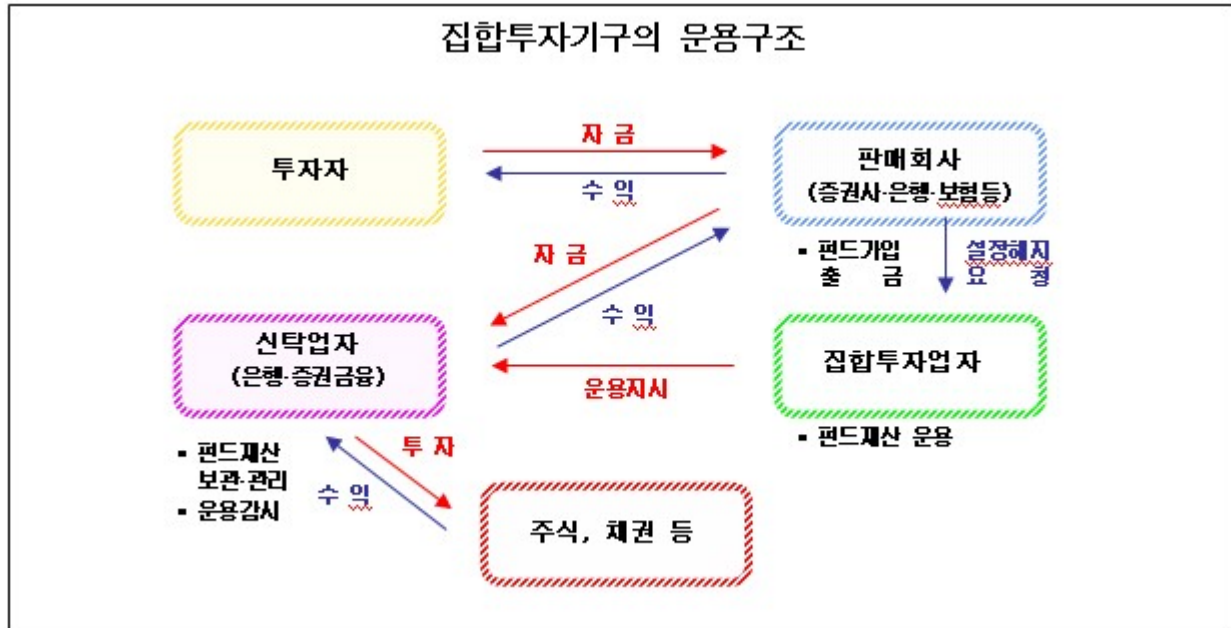 집합투자기구의 운용구조
투자자
자 금
수 익
판매회사
(증권사·은행·보험등)
자 금
수 익
▪ 펀드가입
출 금
설정해지
요 청
신탁업자
(은행·증권금융)
운용지시
집합투자업자
▪ 펀드재산 운용
▪ 펀드재산
보관·관리
▪ 운용감시
투 자
수 익
주식, 채권 등